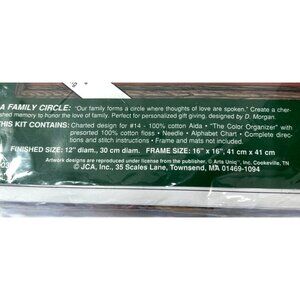 A FAMILY CIRCLE: "Our family forms a circle where thoughts of love are spoken." Create a cher-
ished memory to honor the love of family. Perfect for personalized gift giving. designed by D. Morgan.
THIS KIT CONTAINS: Charted design for #14 - 100% cotton Aida • "The Color Organizer" with
presorted 100% cotton floss • Needle • Alphabet Chart • Complete direc-
tions and stitch instructions • Frame and mats not included.
FINISHED SIZE: 12" diam., 30 cm diam. FRAME SIZE: 16" x 16", 41 cm x 41 cm
Artwork designs are reproduced under license from the publisher, © Arts Uniq., Inc. Cookeville, TN
© JCA, Inc., 35 Scales Lane, Townsend, MA 01469-1094